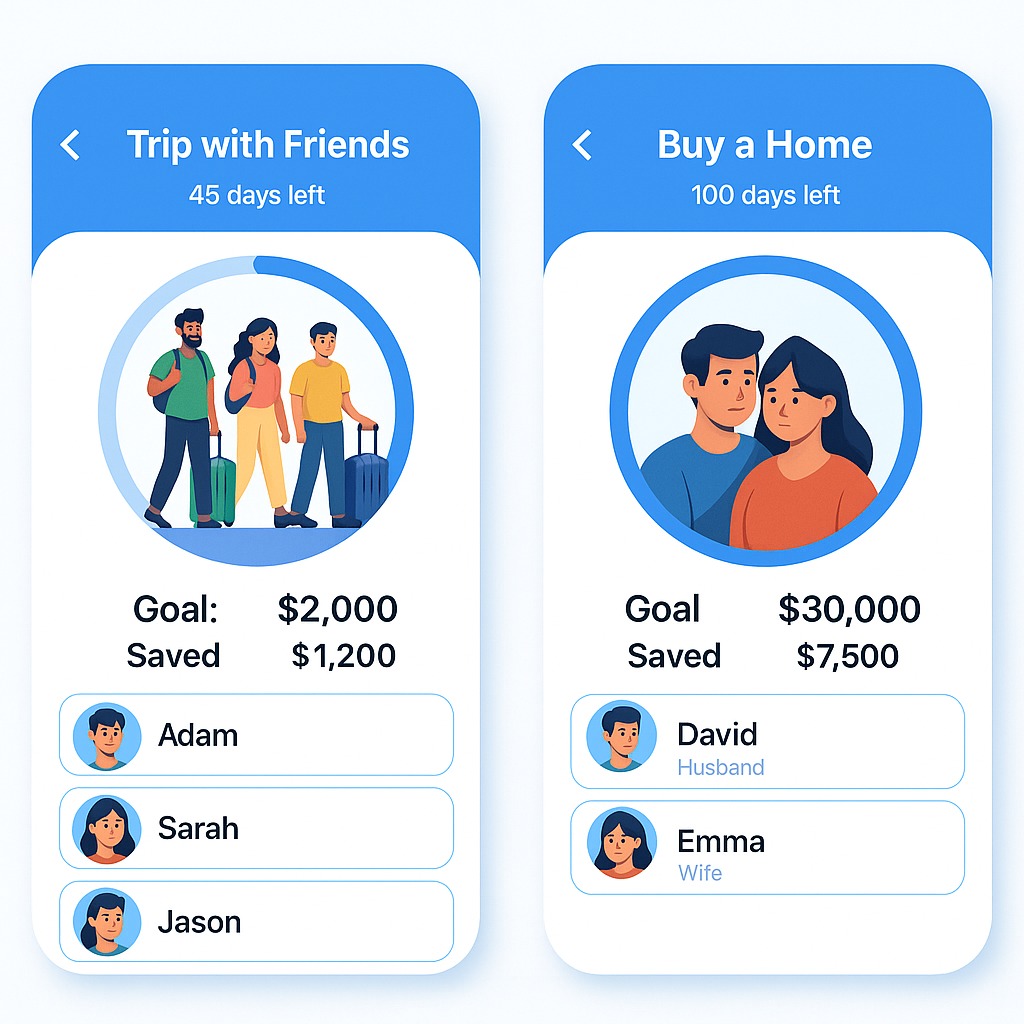 Trip with Friends
45 days left
Goal: $2,000
Saved $1,200
Adam
Sarah
Jason
Buy a Home
100 days left
Goal $30,000
Saved $7,500
David
Husband
Emma
Wife